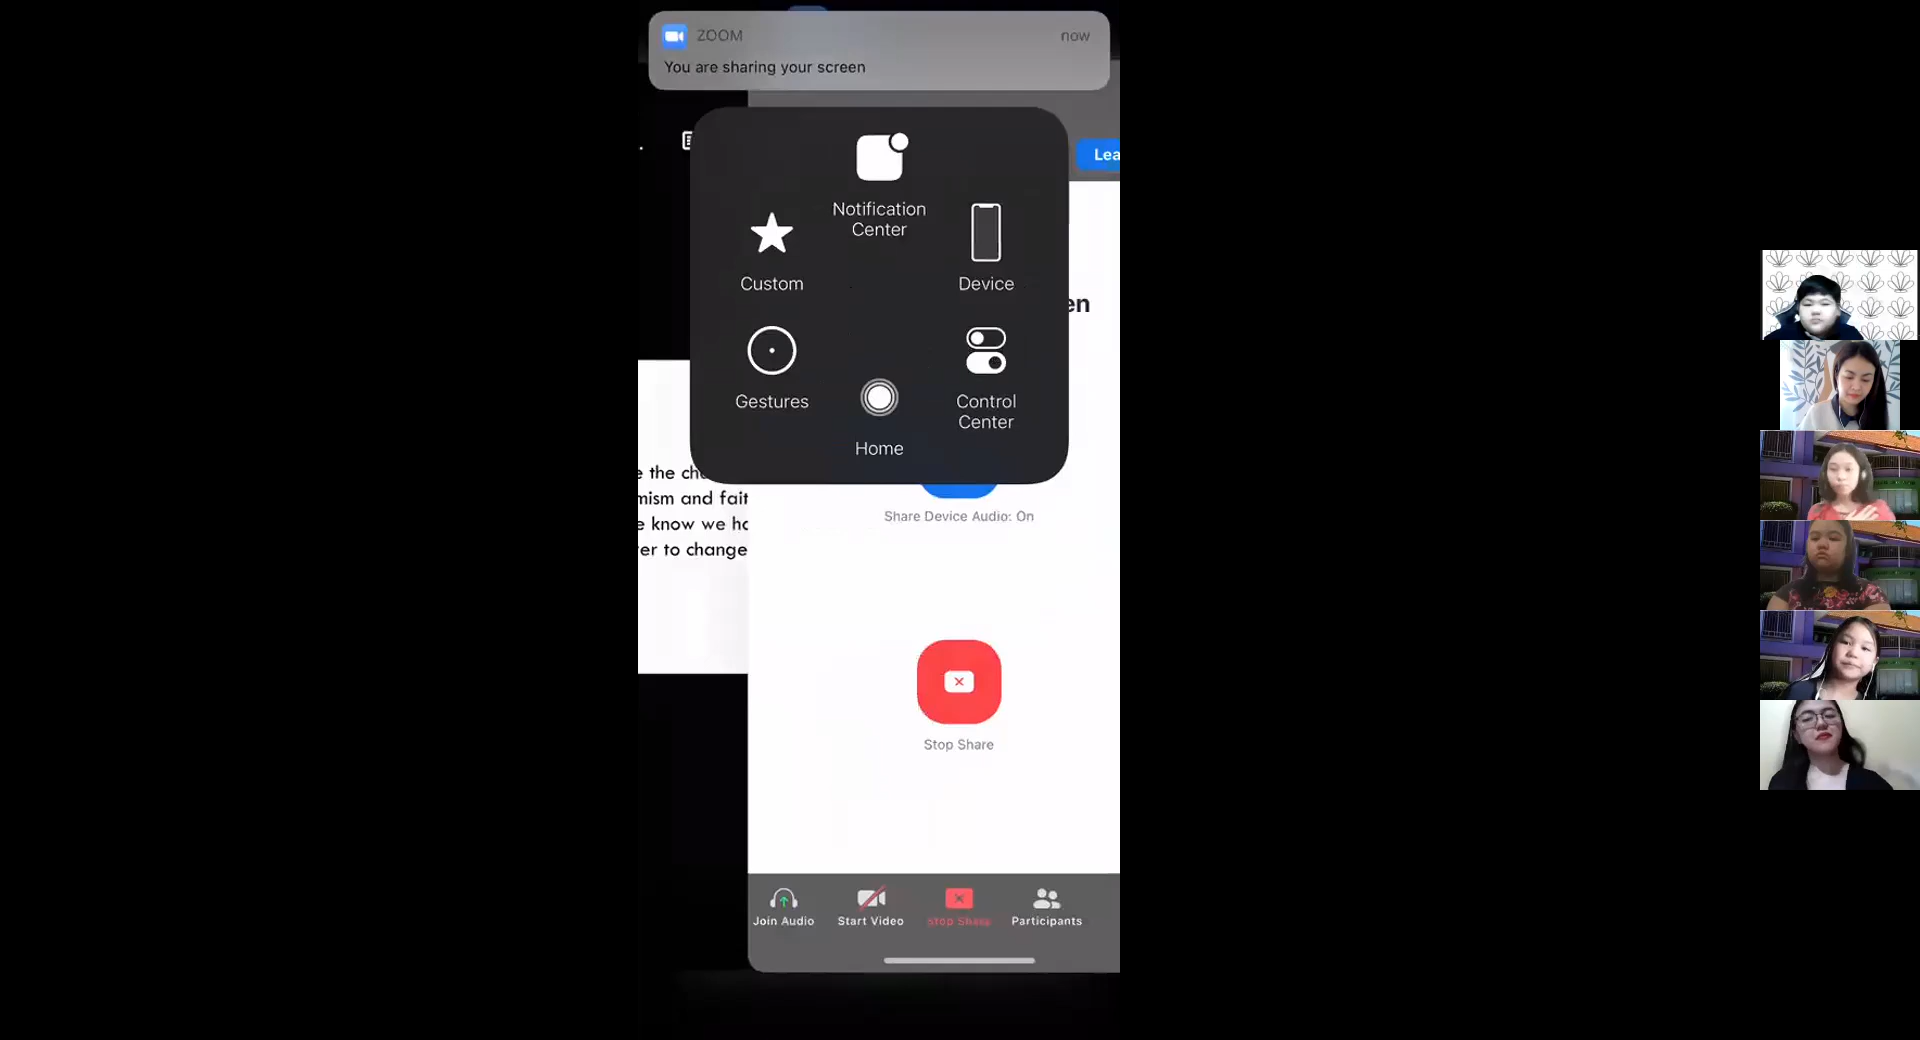 ZOOM
now
You are sharing your screen
Lea
Notification
Center
Custom
Device
en
Gestures
Control
Center
Home
e the ch
mism and fait
e know we ha
er to change
Share Device Audio: On
Stop Share
Join Audio
Start Video
Stop Share
Participants